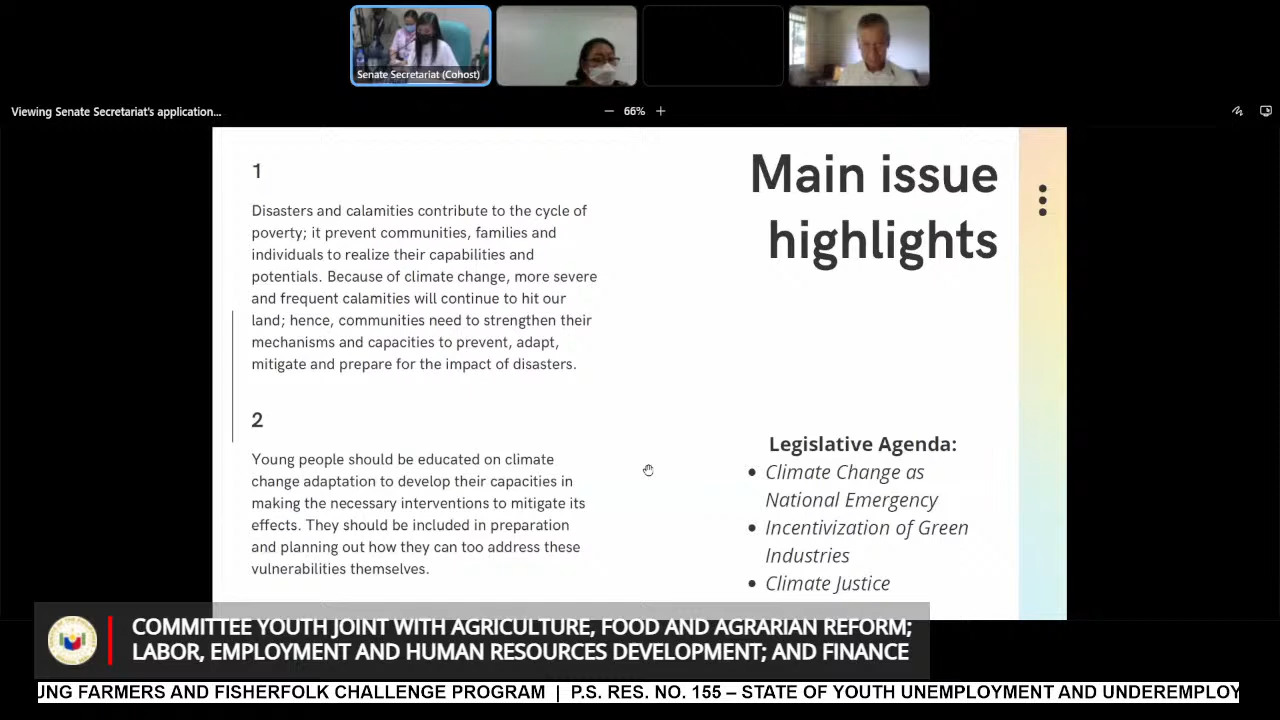 Senate Secretariat (Cohost)
Viewing Senate Secretariat's application...
66%
Main issue
highlights
1
Disasters and calamities contribute to the cycle of
poverty; it prevent communities, families and
individuals to realize their capabilities and
potentials. Because of climate change, more severe
and frequent calamities will continue to hit our
land; hence, communities need to strengthen their
mechanisms and capacities to prevent, adapt,
mitigate and prepare for the impact of disasters.
2
Young people should be educated on climate
change adaptation to develop their capacities in
making the necessary interventions to mitigate its
effects. They should be included in preparation
and planning out how they can too address these
vulnerabilities themselves.
Legislative Agenda:
• Climate Change as
National Emergency
• Incentivization of Green
Industries
• Climate Justice
COMMITTEE YOUTH JOINT WITH AGRICULTURE, FOOD AND AGRARIAN REFORM;
LABOR, EMPLOYMENT AND HUMAN RESOURCES DEVELOPMENT; AND FINANCE
UNG FARMERS AND FISHERFOLK CHALLENGE PROGRAM | P.S. RES. NO. 155 – STATE OF YOUTH UNEMPLOYMENT AND UNDEREMPLOY